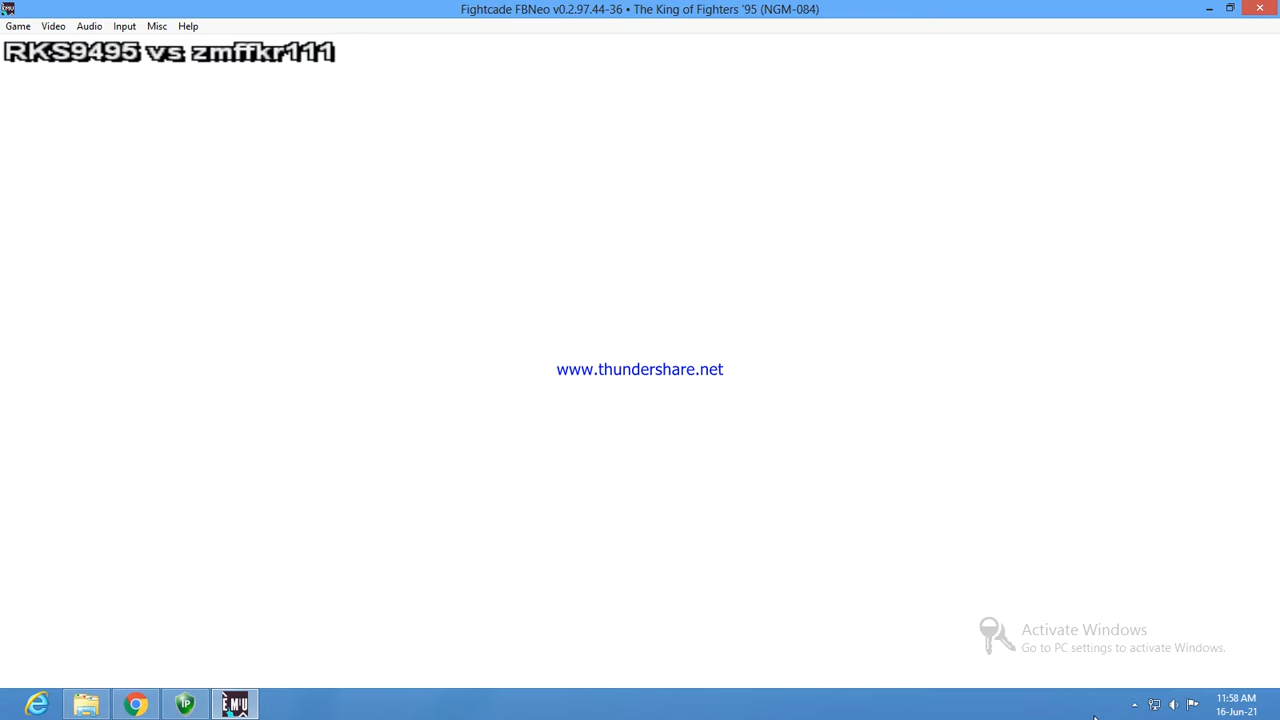 Fightcade FBNeo v0.2.97.44-36 • The King of Fighters '95 (NGM-084)
Game Video Audio Input Misc Help
RKS9495 vs zmffkr111
www.thundershare.net
Activate Windows
Go to PC settings to activate Windows.
IP
EMU
11:58 AM
16-Jun-21